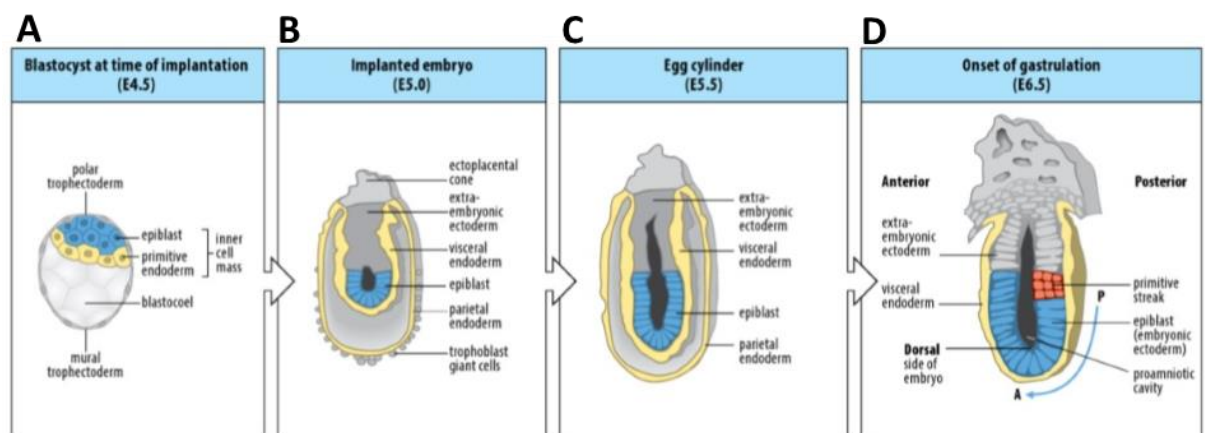 A
Blastocyst at time of implantation
(E4.5)
polar
trophectoderm
epiblast
primitive
endoderm
inner
cell
mass
blastocoel
mural
trophectoderm
B
Implanted embryo
(E5.0)
ectoplacental
cone
extra-
embryonic
ectoderm
visceral
endoderm
epiblast
parietal
endoderm
trophoblast
giant cells
C
Egg cylinder
(E5.5)
extra-
embryonic
ectoderm
visceral
endoderm
epiblast
parietal
endoderm
D
Onset of gastrulation
(E6.5)
Anterior
Posterior
extra-
embryonic
ectoderm
visceral
endoderm
Dorsal
side of
embryo
primitive
streak
P
epiblast
(embryonic
ectoderm)
proamniotic
cavity
A